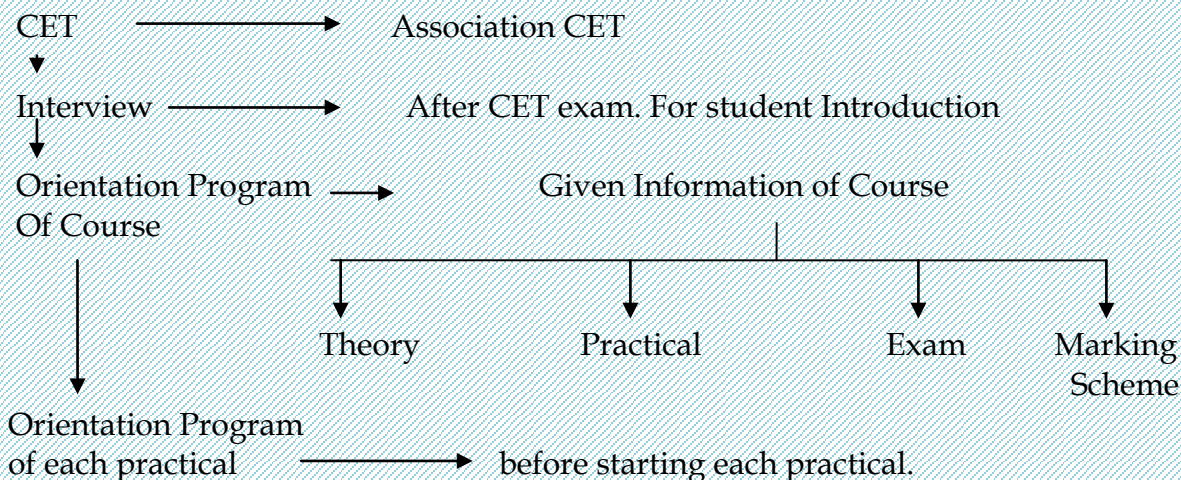 CET Association CET
Interview After CET exam. For student Introduction
Orientation Program Given Information of Course
Of Course
Theory Practical Exam Marking
Scheme
Orientation Program
of each practical before starting each practical.